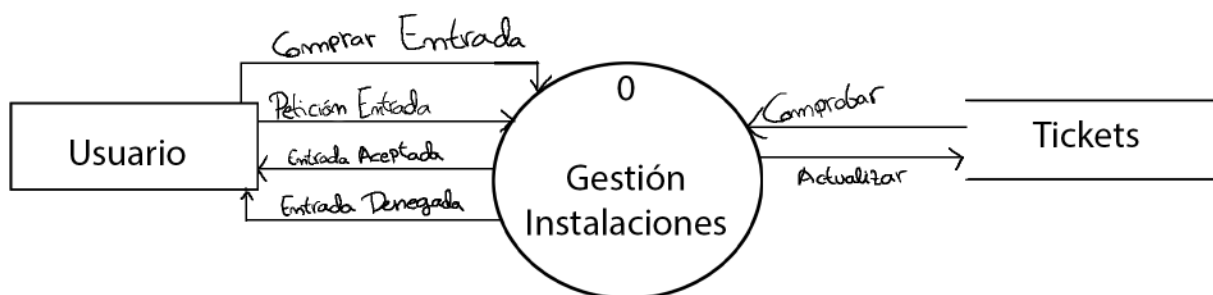 Comprar Entrada
Petición Entrada
Entrada Aceptada
Entrada Denegada
Usuario
0
Gestión
Instalaciones
Comprobar
Actualizar
Tickets